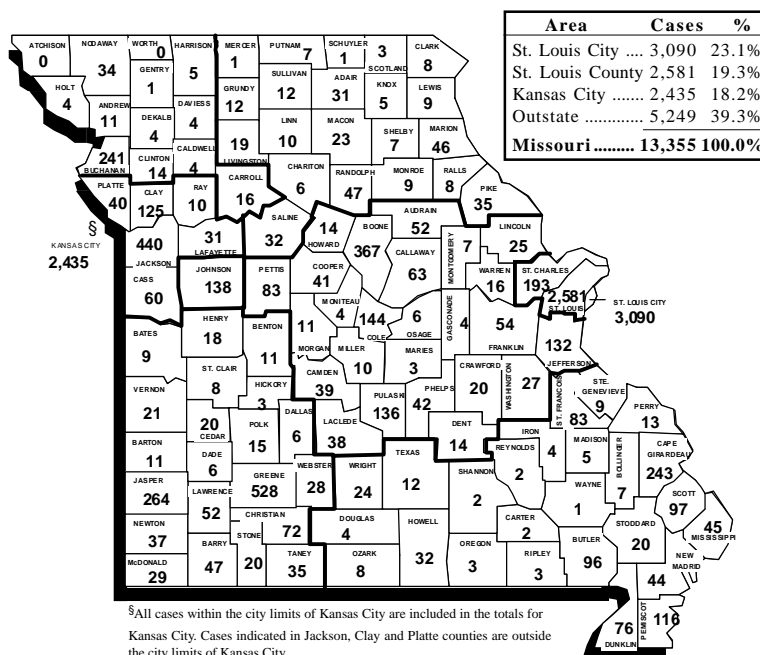 Area Cases %
St. Louis City .... 3,090 23.1%
St. Louis County 2,581 19.3%
Kansas City ....... 2,435 18.2%
Outstate ............ 5,249 39.3%
Missouri ......... 13,355 100.0%
ATCHISON
0
NODAWAY
34
WORTH
0
HARRISON
5
MERCER
1
PUTNAM
7
SCHUYLER
1
3
SCOTLAND
CLARK
8
HOLT
4
GENTRY
1
GRUNDY
12
SULLIVAN
12
ADAIR
31
KNOX
5
LEWIS
9
ANDREW
11
DEKALB
4
DAVIESS
4
LINN
10
MACON
23
SHELBY
7
MARION
46
241
BUCHANAN
CLINTON
14
CALDWELL
4
19
LIVINGSTON
CHARITON
6
RANDOLPH
47
MONROE
9
RALLS
8
PIKE
35
PLATTE
40
CLAY
125
RAY
10
CARROLL
16
§
KANSAS CITY
2,435
440
JACKSON
31
LAFAYETTE
SALINE
32
14
HOWARD
BOONE
367
AUDRAIN
52
CALLAWAY
63
MONTGOMERY
7
LINCOLN
25
WARREN
16
ST. CHARLES
193
2,581
ST. LOUIS
ST. LOUIS CITY
3,090
CASS
60
JOHNSON
138
PETTIS
83
COOPER
41
MONITEAU
4
144
COLE
6
OSAGE
GASCONADE
4
54
FRANKLIN
132
JEFFERSON
BATES
9
HENRY
18
BENTON
11
11
MORGAN
MILLER
10
MARIES
3
CRAWFORD
20
WASHINGTON
27
ST. FRANCOIS
83
STE.
GENEVIEVE
9
PERRY
13
VERNON
21
ST. CLAIR
8
HICKORY
3
CAMDEN
39
PULASKI
136
PHELPS
42
DENT
14
IRON
4
MADISON
5
BOLLINGER
7
CAPE
GIRARDEAU
243
BARTON
11
20
CEDAR
POLK
15
DALLAS
6
LACLEDE
38
TEXAS
12
REYNOLDS
2
JASPER
264
DADE
6
GREENE
528
WEBSTER
28
WRIGHT
24
SHANNON
2
WAYNE
1
SCOTT
97
LAWRENCE
52
CHRISTIAN
72
DOUGLAS
4
HOWELL
32
CARTER
2
BUTLER
96
STODDARD
20
45
MISSISSIPPI
NEWTON
37
BARRY
47
STONE
20
TANEY
35
OZARK
8
OREGON
3
RIPLEY
3
NEW
MADRID
44
McDONALD
29
76
DUNKLIN
PEMISCOT
116
§All cases within the city limits of Kansas City are included in the totals for
Kansas City. Cases indicated in Jackson, Clay and Platte counties are outside
the city limits of Kansas City.